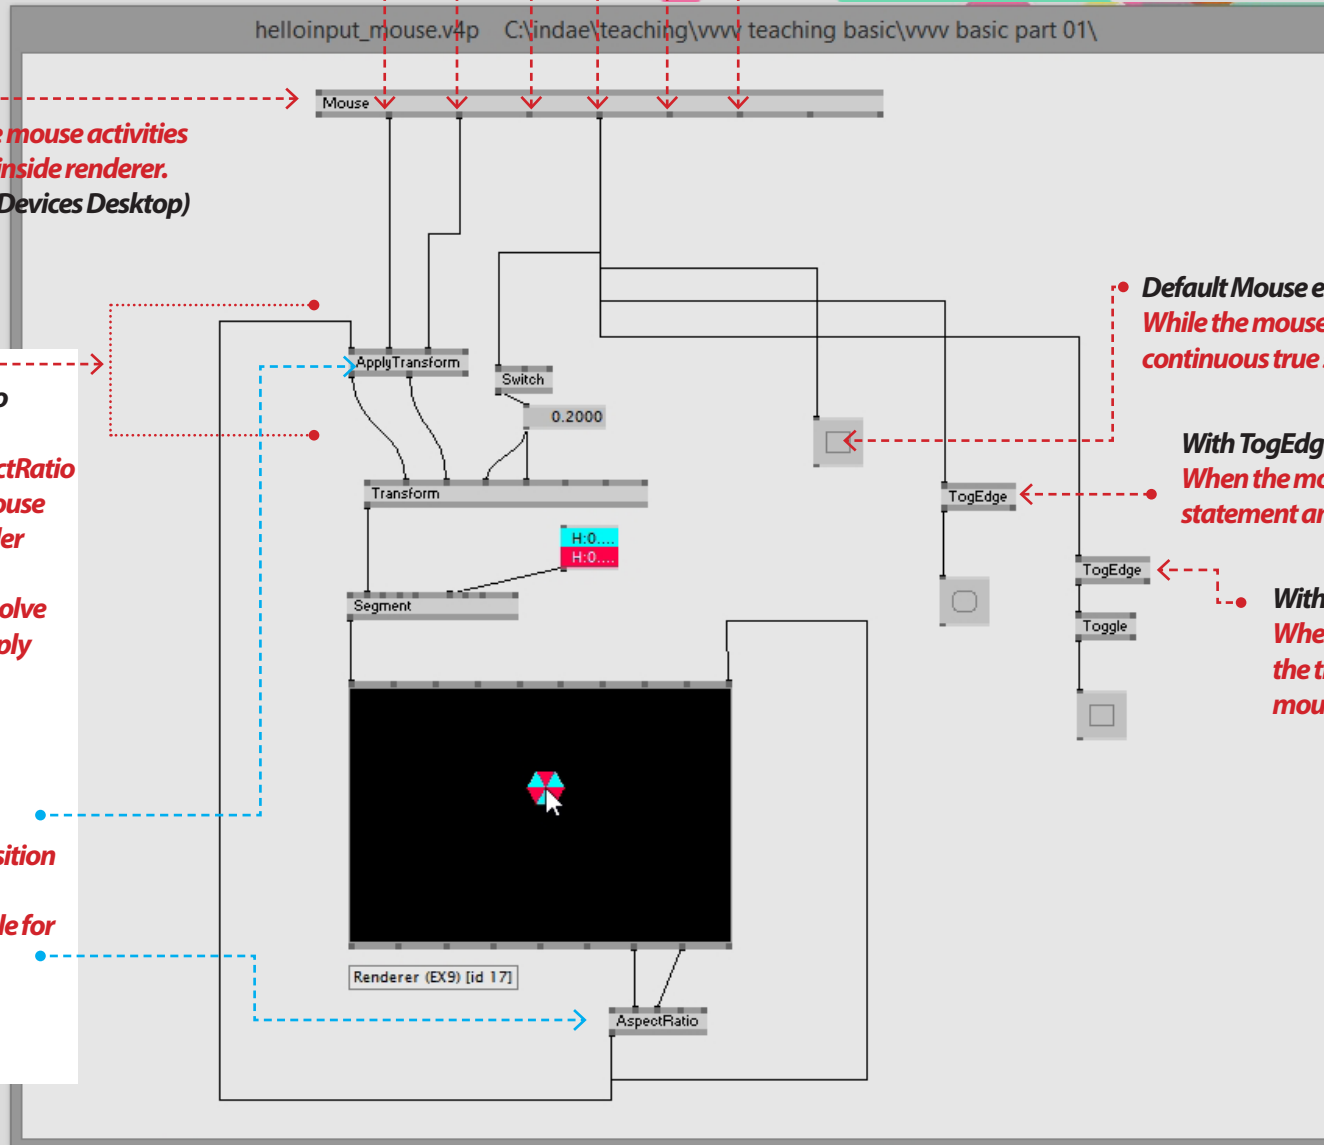 helloinput_mouse.v4p C:\indae\teaching\vvvv teaching basic\vvvv basic part 01\
Mouse
mouse activities
inside renderer.
Devices Desktop)
ApplyTransform
Switch
0.2000
Transform
H:0....
H:0....
Segment
Renderer (EX9) [id 17]
AspectRatio
TogEdge
TogEdge
Toggle
ctRatio
ouse
ler
olve
ply
sition
le for
Default Mouse e
While the mouse
continuous true
With TogEdge
When the mo
statement an
With
Whe
the t
mou